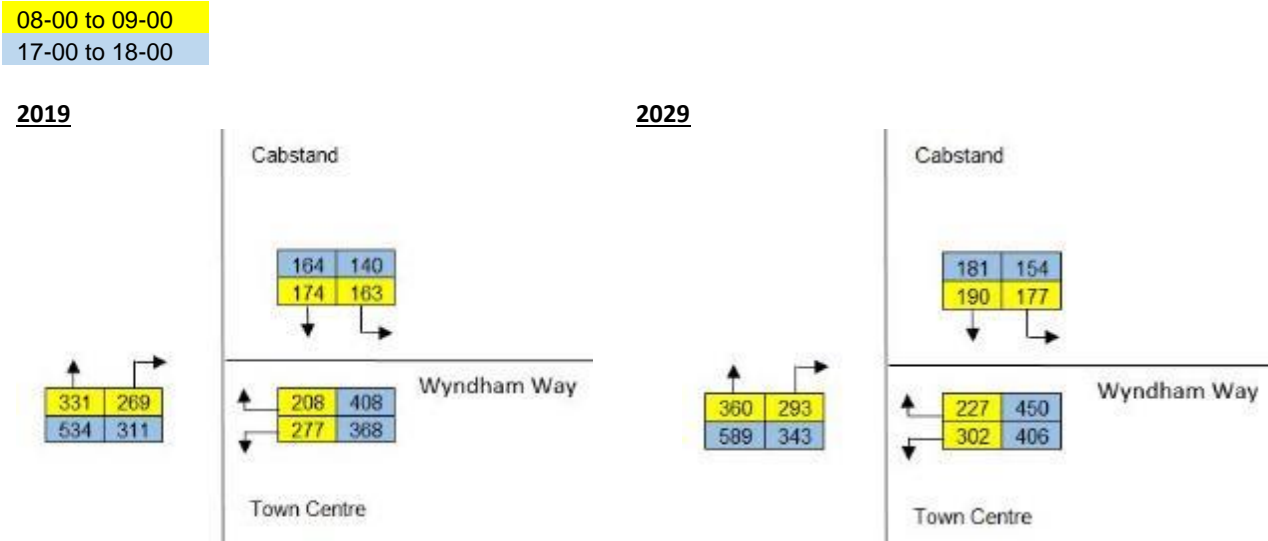 08-00 to 09-00
17-00 to 18-00
2019
Cabstand
164 140
174 163
331 269
534 311
208 408
277 368
Wyndham Way
Town Centre
2029
Cabstand
181 154
190 177
360 293
589 343
227 450
302 406
Wyndham Way
Town Centre